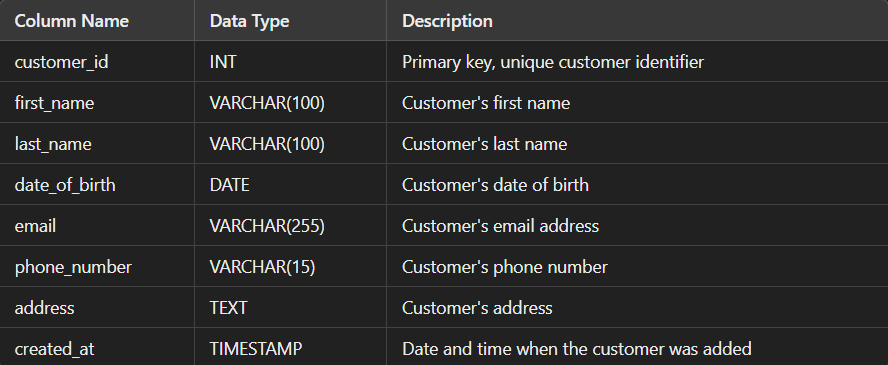 Column Name Data Type Description
customer_id INT Primary key, unique customer identifier
first_name VARCHAR(100) Customer's first name
last_name VARCHAR(100) Customer's last name
date_of_birth DATE Customer's date of birth
email VARCHAR(255) Customer's email address
phone_number VARCHAR(15) Customer's phone number
address TEXT Customer's address
created_at TIMESTAMP Date and time when the customer was added